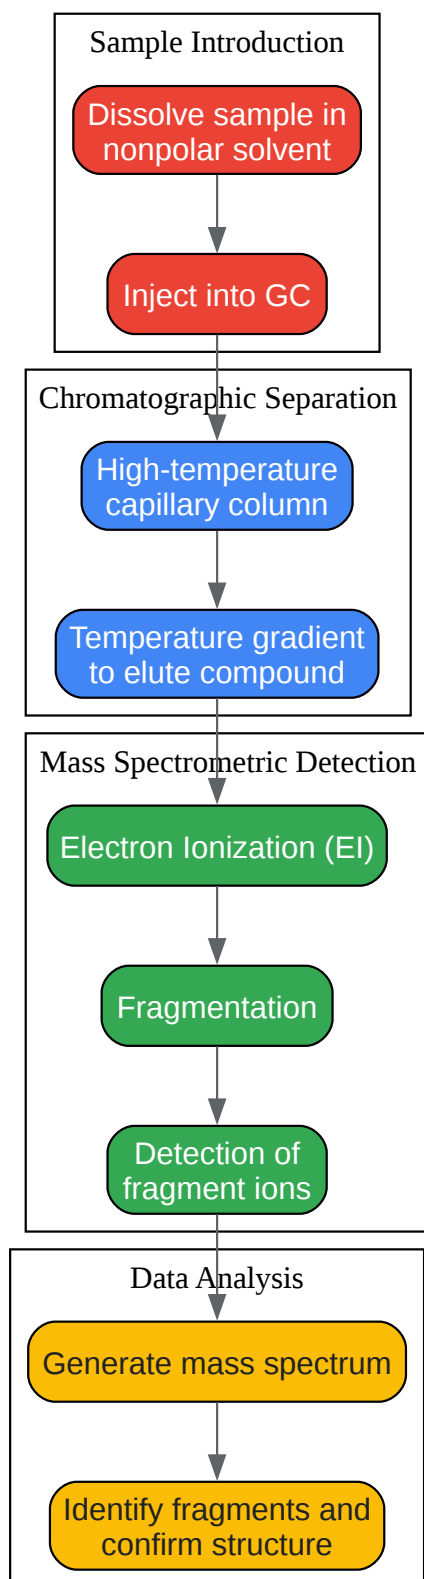 Sample Introduction
Dissolve sample in
nonpolar solvent
Inject into GC
Chromatographic Separation
High-temperature
capillary column
Temperature gradient
to elute compound
Mass Spectrometric Detection
Electron Ionization (EI)
Fragmentation
Detection of
fragment ions
Data Analysis
Generate mass spectrum
Identify fragments and
confirm structure